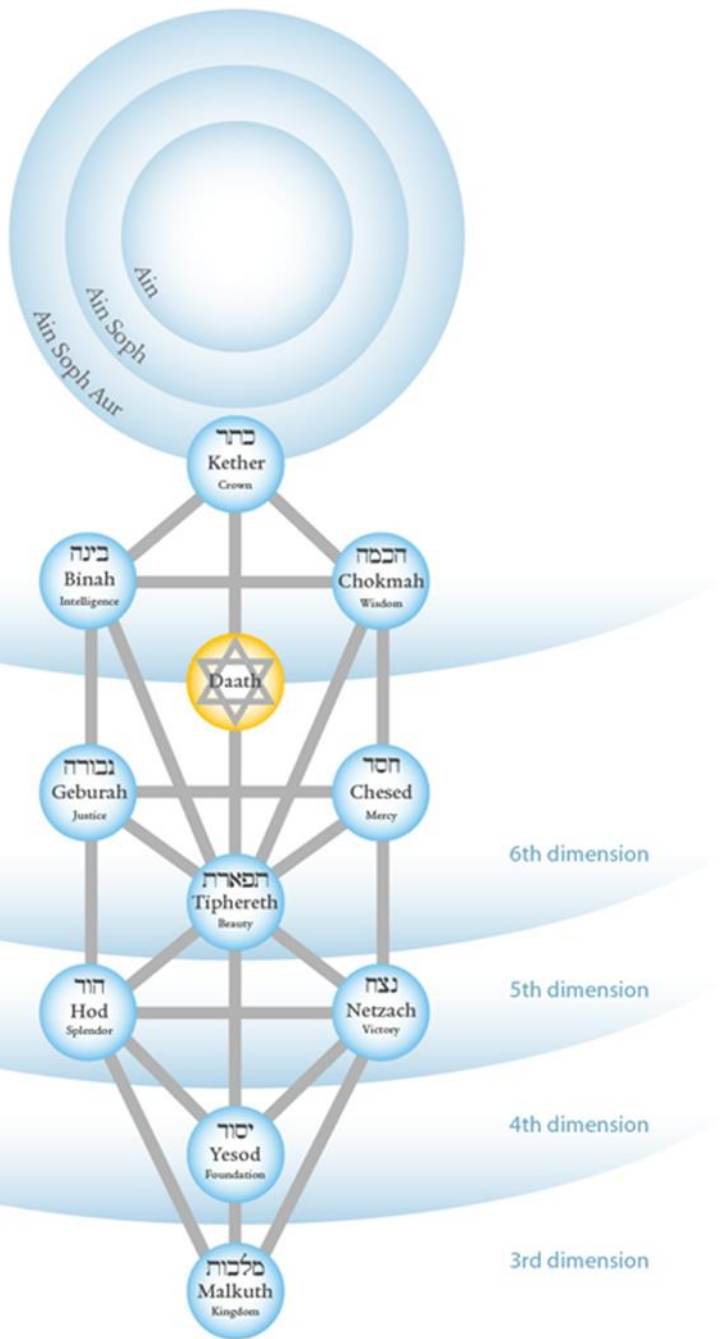 Ain
Ain Soph
Ain Soph Aur
כתר
Kether
Crown
בינה
Binah
Intelligence
הכמה
Chokmah
Wisdom
Daath
גבורה
Geburah
Justice
חסד
Chesed
Mercy
6th dimension
תפארת
Tiphereth
Beauty
5th dimension
הוד
Hod
Splendor
נצח
Netzach
Victory
4th dimension
יסוד
Yesod
Foundation
3rd dimension
מלכות
Malkuth
Kingdom